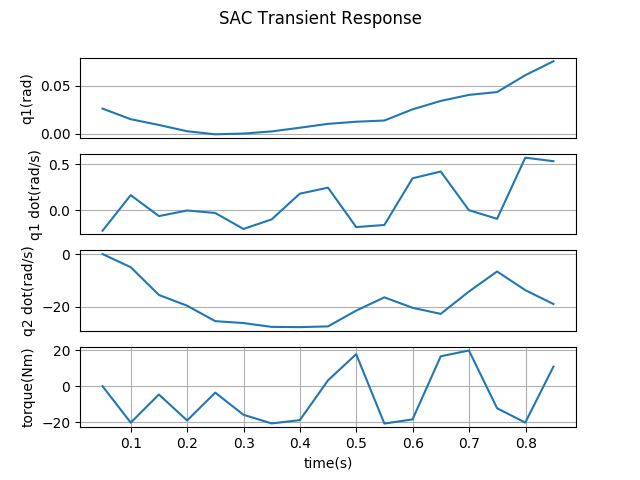 SAC Transient Response
q1(rad)
0.05
0.00
q1 dot(rad/s)
0.5
0.0
q2 dot(rad/s)
0
−20
torque(Nm)
20
0
−20
0.1 0.2 0.3 0.4 0.5 0.6 0.7 0.8
time(s)